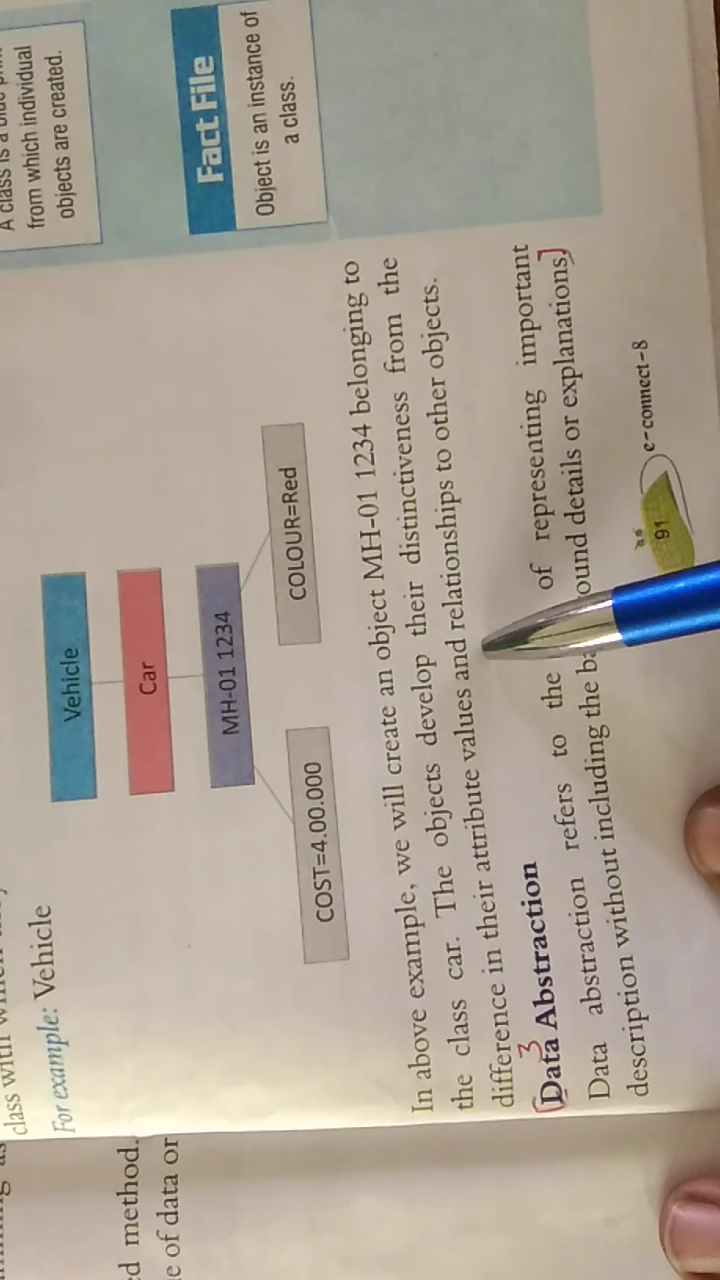 class with
For example: Vehicle
Vehicle
Car
MH-01 1234
COST=4.00.000
COLOUR=Red
In above example, we will create an object MH-01 1234 belonging to
the class car. The objects develop their distinctiveness from the
difference in their attribute values and relationships to other objects.
3
Data Abstraction
Data abstraction refers to the of representing important
description without including the ound details or explanations.
91
e-connect-8
A class is a
from which individual
objects are created.
Fact File
Object is an instance of
a class.
method.
of data or